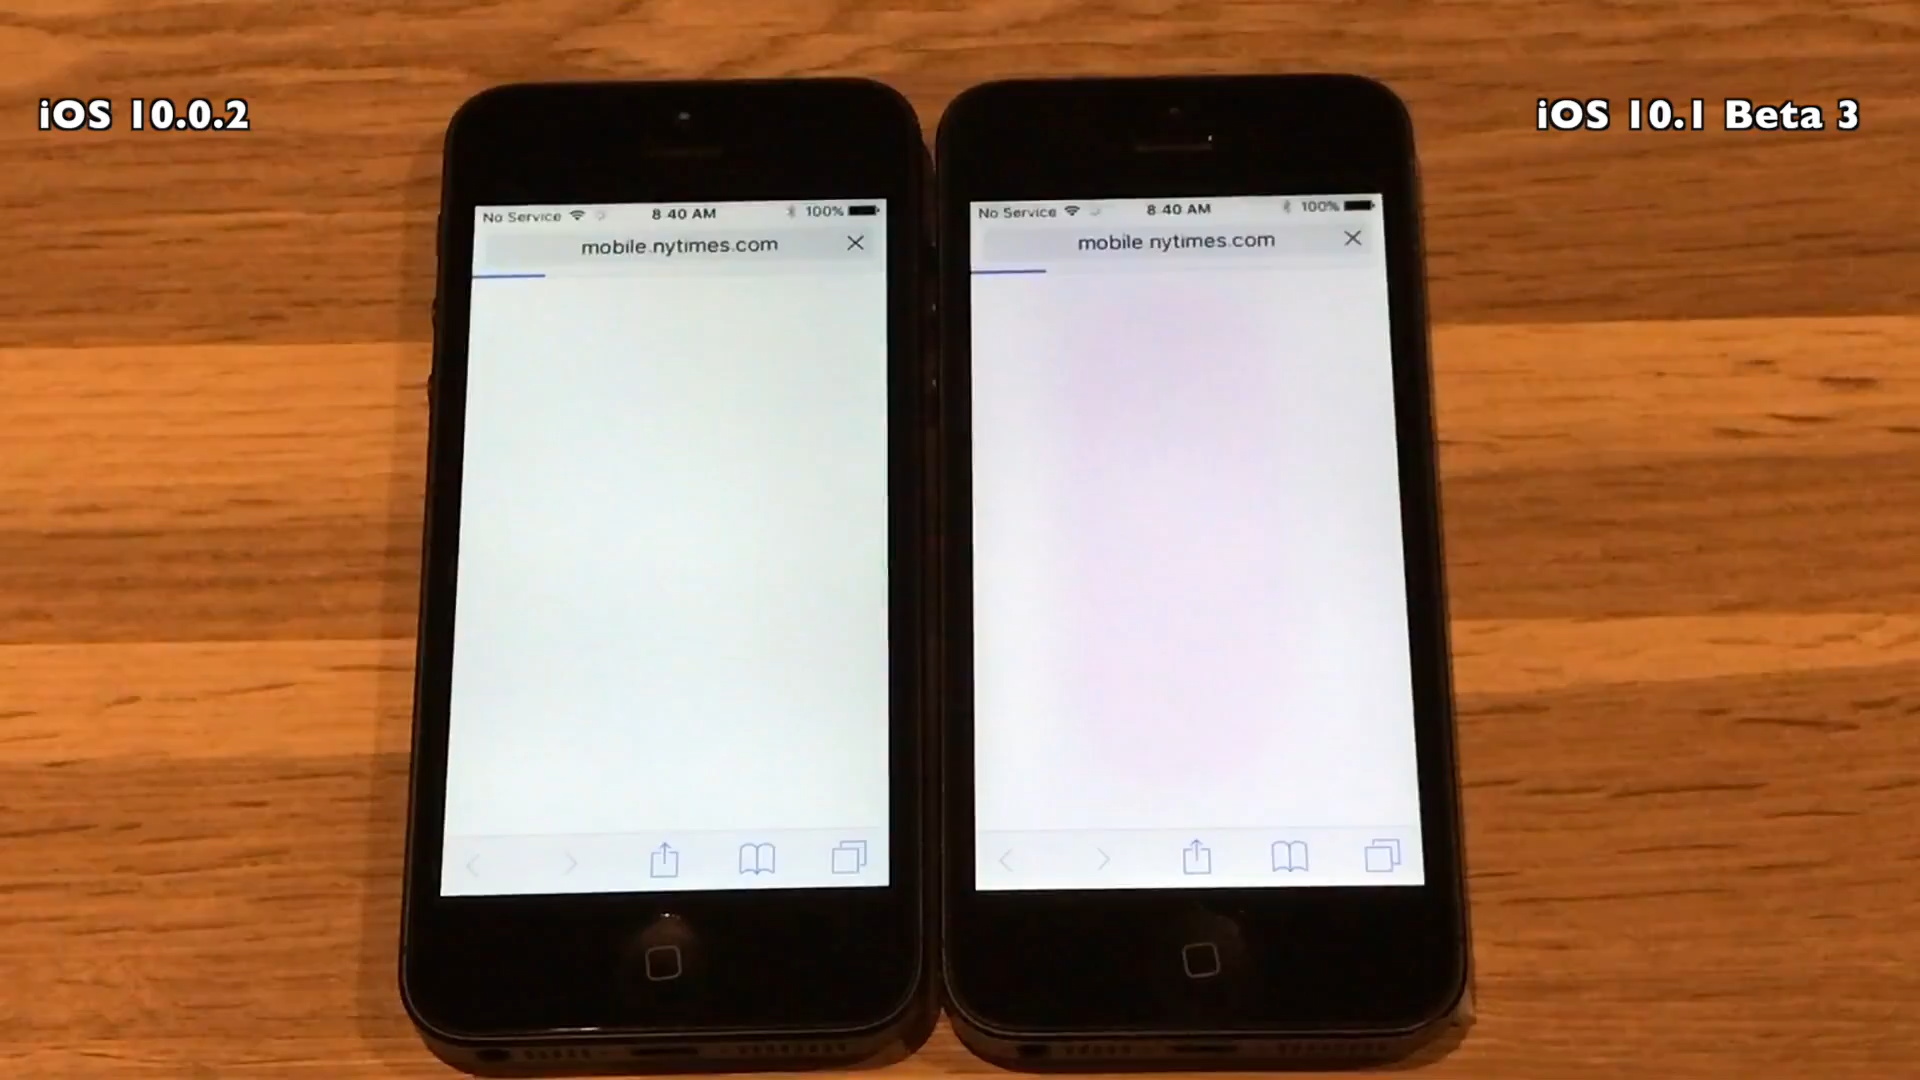 iOS 10.0.2
iOS 10.1 Beta 3
No Service 8 40 AM 100%
mobile.nytimes.com
No Service 8 40 AM 100%
mobile nytimes.com